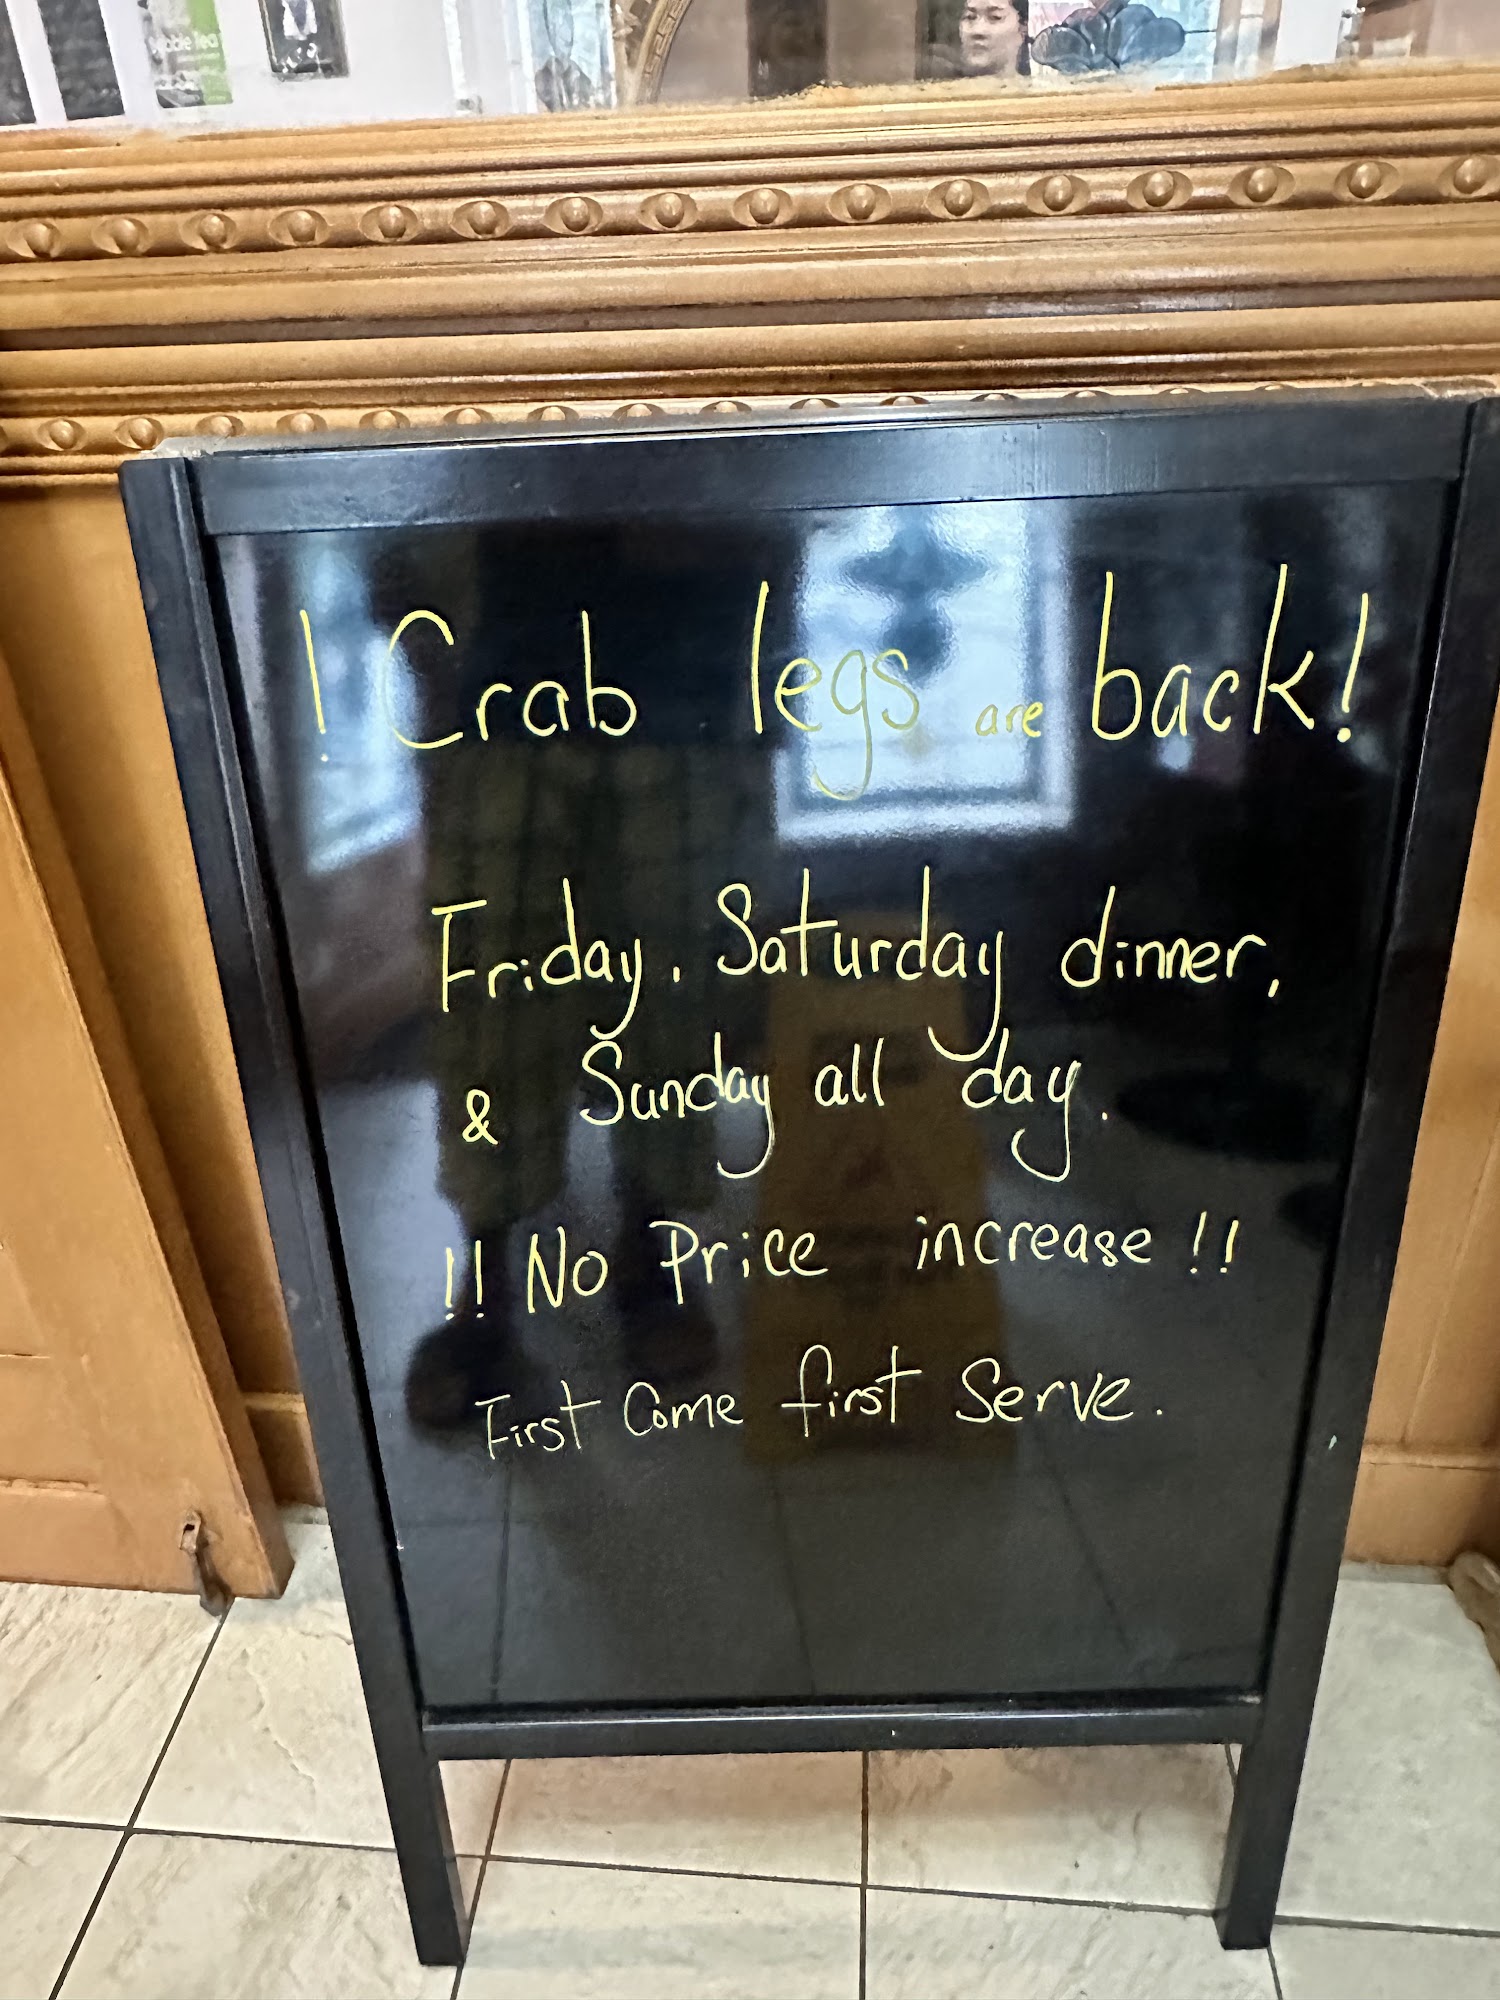 ! Crab legs are back!
Friday. Saturday dinner,
& Sunday all day.
!! No Price increase !!
First Come first Serve.